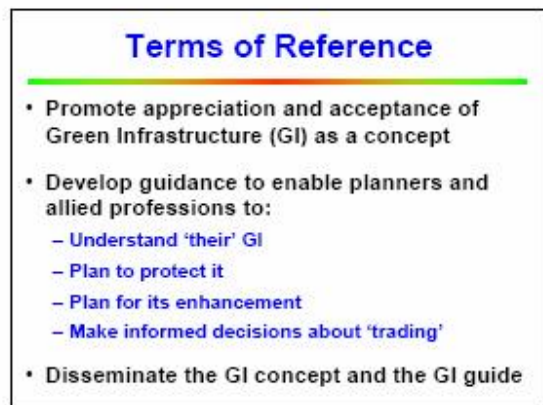 Terms of Reference
• Promote appreciation and acceptance of
Green Infrastructure (GI) as a concept
• Develop guidance to enable planners and
allied professions to:
– Understand ‘their’ GI
– Plan to protect it
– Plan for its enhancement
– Make informed decisions about ‘trading’
• Disseminate the GI concept and the GI guide